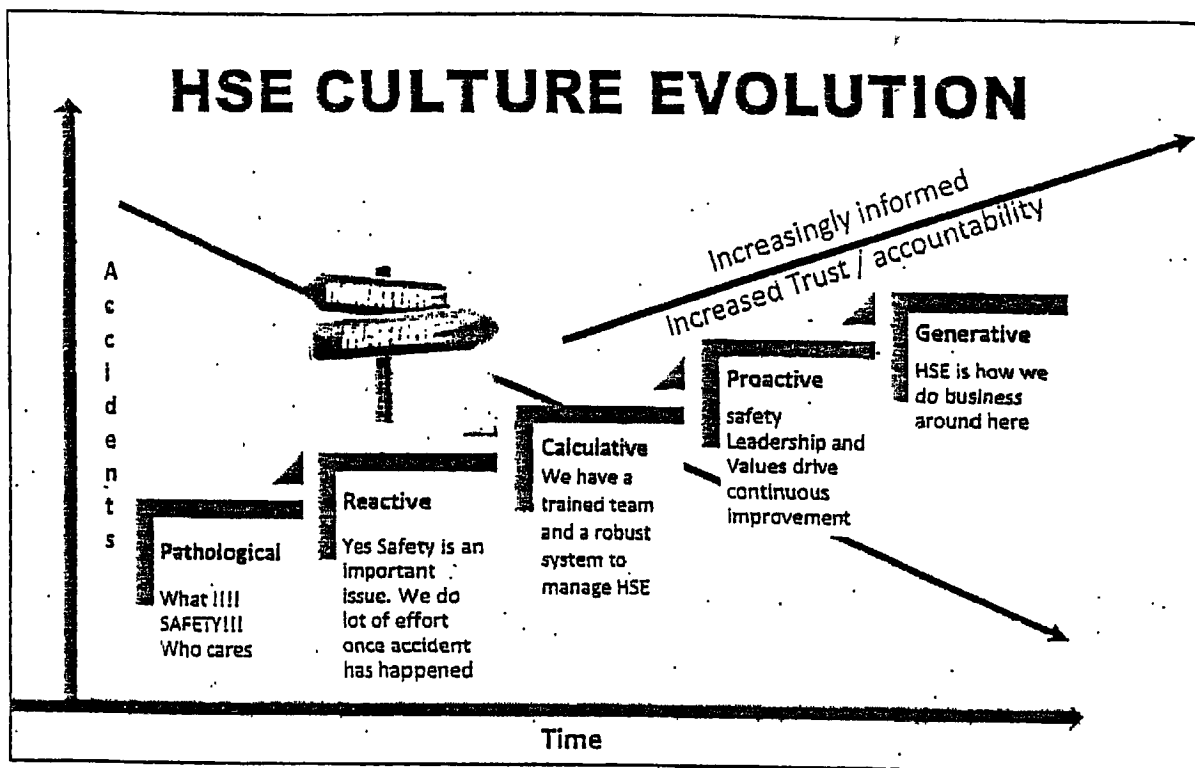 HSE CULTURE EVOLUTION
Accidents
Increasingly informed
Increased Trust / accountability
Pathological
What !!!!
SAFETY!!!
Who cares
Reactive
Yes Safety is an
important
issue. We do
lot of effort
once accident
has happened
Calculative
We have a
trained team
and a robust
system to
manage HSE
Proactive
safety
Leadership and
Values drive
continuous
improvement
Generative
HSE is how we
do business
around here
Time